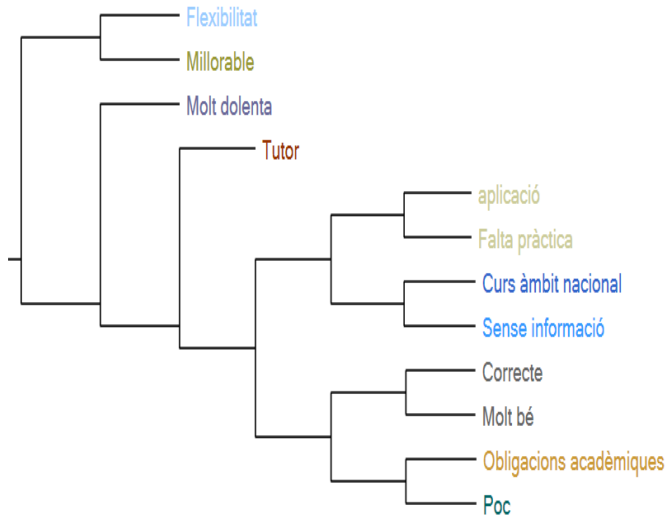 Flexibilitat
Millorable
Molt dolenta
Tutor
aplicació
Falta pràctica
Curs àmbit nacional
Sense informació
Correcte
Molt bé
Obligacions acadèmiques
Poc